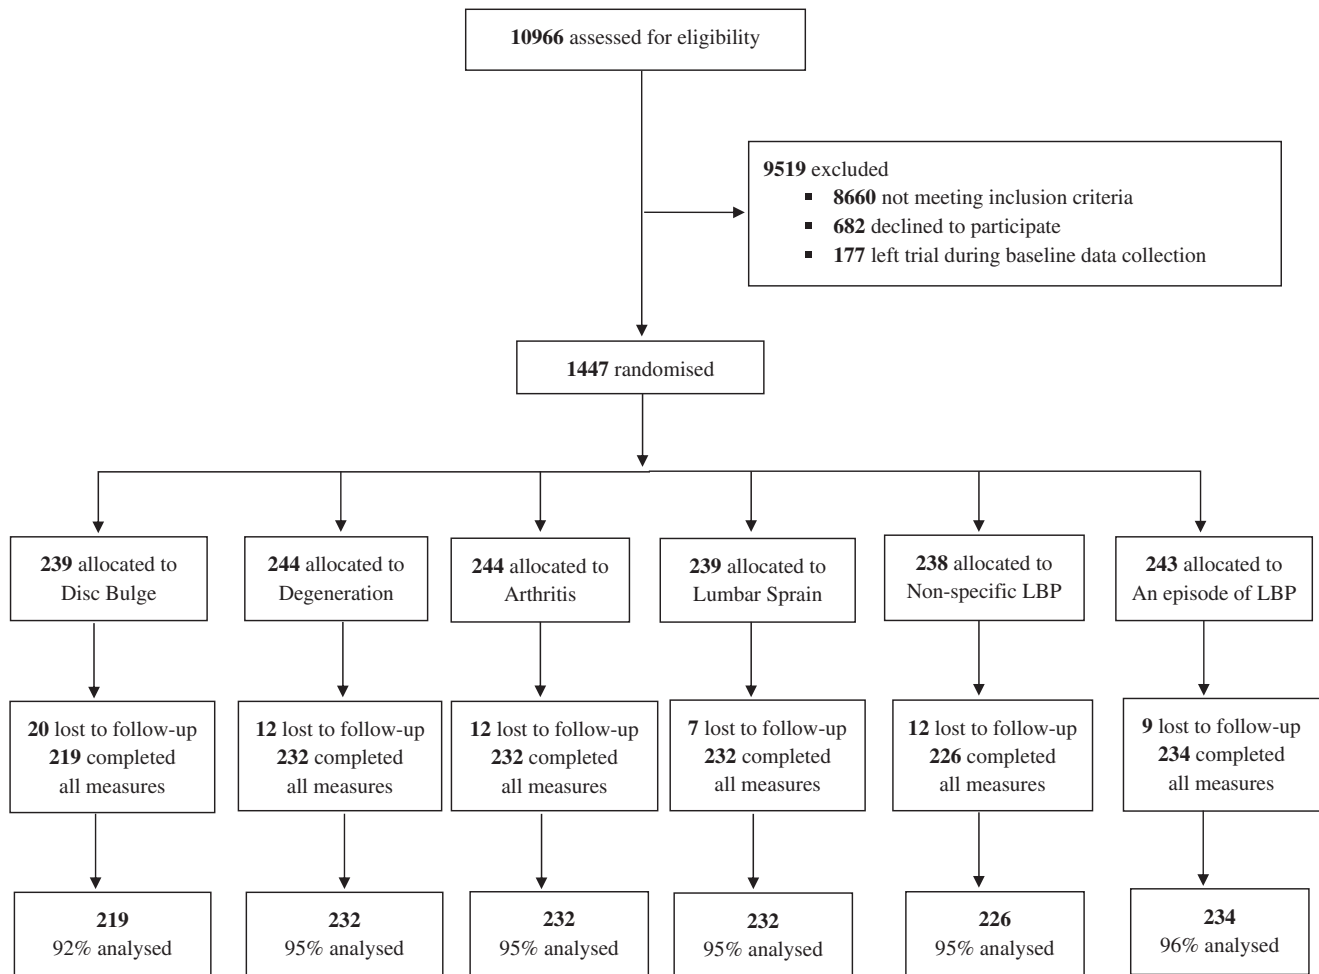 10966 assessed for eligibility
9519 excluded
▪ 8660 not meeting inclusion criteria
▪ 682 declined to participate
▪ 177 left trial during baseline data collection
1447 randomised
239 allocated to
Disc Bulge
244 allocated to
Degeneration
244 allocated to
Arthritis
239 allocated to
Lumbar Sprain
238 allocated to
Non-specific LBP
243 allocated to
An episode of LBP
20 lost to follow-up
219 completed
all measures
12 lost to follow-up
232 completed
all measures
12 lost to follow-up
232 completed
all measures
7 lost to follow-up
232 completed
all measures
12 lost to follow-up
226 completed
all measures
9 lost to follow-up
234 completed
all measures
219
92% analysed
232
95% analysed
232
95% analysed
232
95% analysed
226
95% analysed
234
96% analysed